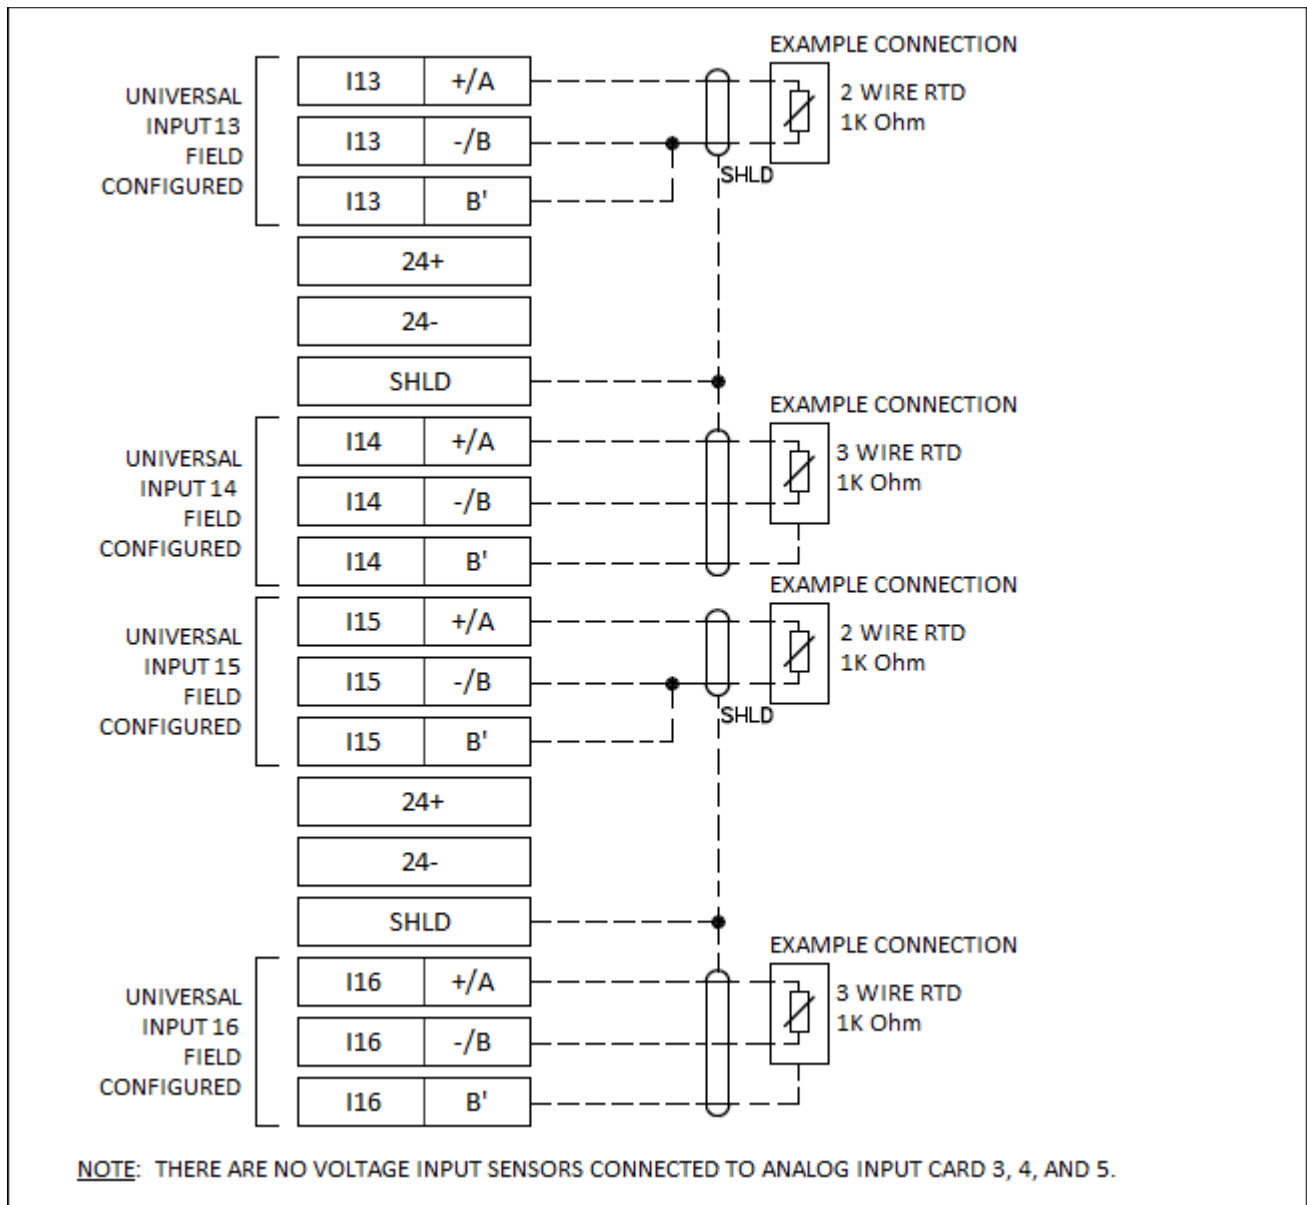 EXAMPLE CONNECTION
UNIVERSAL
INPUT 13
FIELD
CONFIGURED
I13 +/A
I13 -/B
I13 B'
2 WIRE RTD
1K Ohm
SHLD
24+
24-
SHLD
EXAMPLE CONNECTION
UNIVERSAL
INPUT 14
FIELD
CONFIGURED
I14 +/A
I14 -/B
I14 B'
3 WIRE RTD
1K Ohm
EXAMPLE CONNECTION
UNIVERSAL
INPUT 15
FIELD
CONFIGURED
I15 +/A
I15 -/B
I15 B'
2 WIRE RTD
1K Ohm
SHLD
24+
24-
SHLD
EXAMPLE CONNECTION
UNIVERSAL
INPUT 16
FIELD
CONFIGURED
I16 +/A
I16 -/B
I16 B'
3 WIRE RTD
1K Ohm
NOTE: THERE ARE NO VOLTAGE INPUT SENSORS CONNECTED TO ANALOG INPUT CARD 3, 4, AND 5.